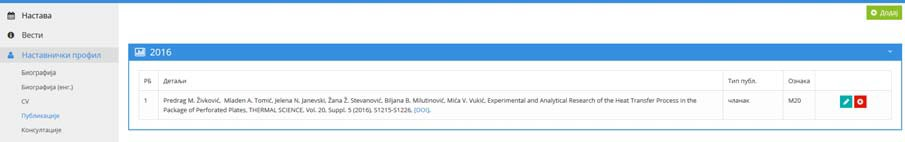 Настава
Вести
Наставнички профил
Биографија
Биографија (енг.)
CV
Публикације
Консултације
Додај
2016
РБ Детаљи Тип публ. Ознака
1 Predrag M. Živković, Mladen A. Tomić, Jelena N. Janevski, Žana Ž. Stevanović, Biljana B. Milutinović, Mića V. Vukić, Experimental and Analytical Research of the Heat Transfer Process in the чланак M20
Package of Perforated Plates, THERMAL SCIENCE, Vol. 20, Suppl. 5 (2016), S1215-S1226, [DOI].